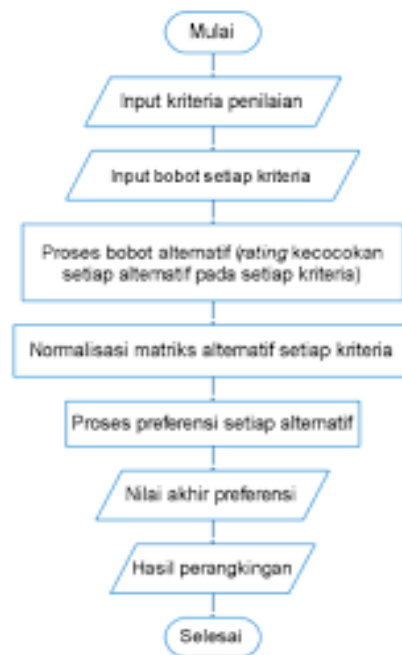 Mulai
Input kriteria penilaian
Input bobot setiap kriteria
Proses bobot alternatif (rating kecocokan
setiap alternatif pada setiap kriteria)
Normalisasi matriks alternatif setiap kriteria
Proses preferensi setiap alternatif
Nilai akhir preferensi
Hasil perangkingan
Selesai